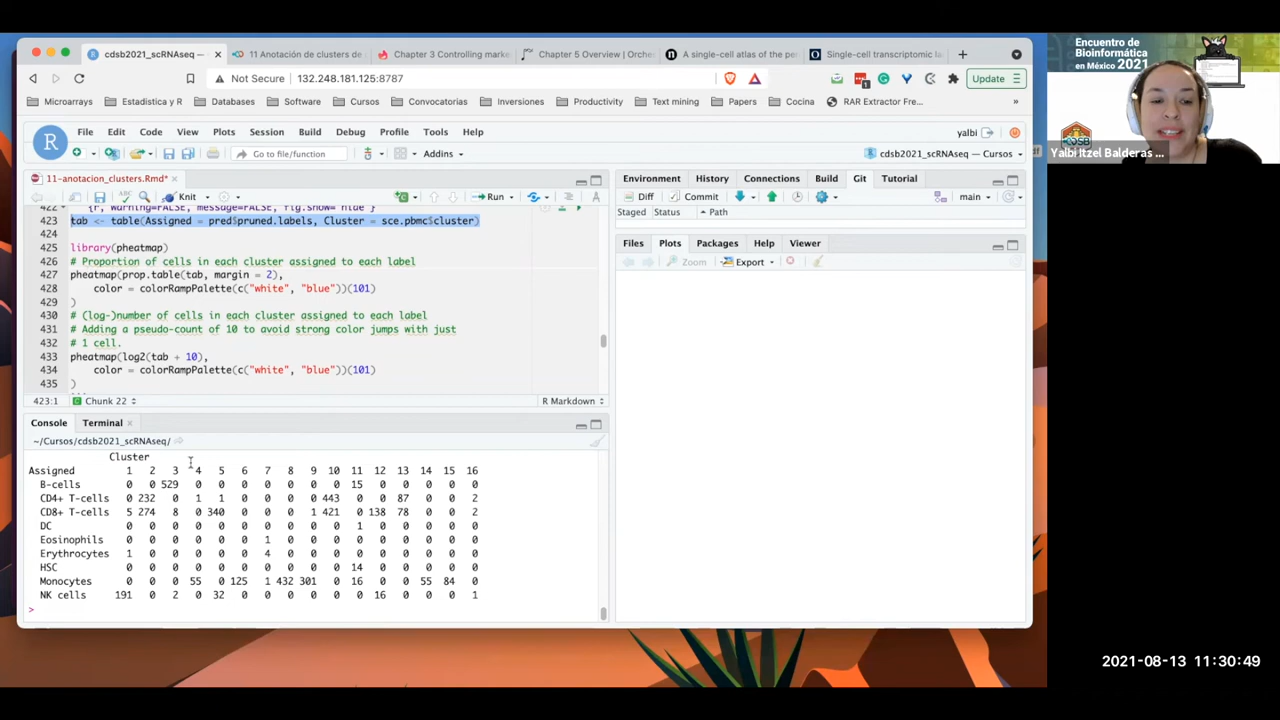 cdsb2021_scRNAseq —
11 Anotación de clusters de
Chapter 3 Controlling marke
Chapter 5 Overview | Orche
A single-cell atlas of the per
Single-cell transcriptomic la
Not Secure | 132.248.181.125:8787
Update
Microarrays
Estadistica y R
Databases
Software
Cursos
Convocatorias
Inversiones
Productivity
Text mining
Papers
Cocina
RAR Extractor Fre...
File Edit Code View Plots Session Build Debug Profile Tools Help
yalbi
Go to file/function
Addins
cdsb2021_scRNAseq — Cursos
11-anotacion_clusters.Rmd*
Knit
Run
422 {r, warning=FALSE, message=FALSE, fig.show='hide'}
423 tab <- table(Assigned = pred$pruned.labels, Cluster = sce.pbmc$cluster)
424
425 library(pheatmap)
426 # Proportion of cells in each cluster assigned to each label
427 pheatmap(prop.table(tab, margin = 2),
428 color = colorRampPalette(c("white", "blue"))(101)
429 )
430 # (log-)number of cells in each cluster assigned to each label
431 # Adding a pseudo-count of 10 to avoid strong color jumps with just
432 # 1 cell.
433 pheatmap(log2(tab + 10),
434 color = colorRampPalette(c("white", "blue"))(101)
435 )
423:1 Chunk 22 R Markdown
Console Terminal
~/Cursos/cdsb2021_scRNAseq/
Cluster
Assigned 1 2 3 4 5 6 7 8 9 10 11 12 13 14 15 16
B-cells 0 0 529 0 0 0 0 0 0 0 15 0 0 0 0 0
CD4+ T-cells 0 232 0 1 1 0 0 0 0 443 0 0 87 0 0 2
CD8+ T-cells 5 274 8 0 340 0 0 0 1 421 0 138 78 0 0 2
DC 0 0 0 0 0 0 0 0 0 0 1 0 0 0 0 0
Eosinophils 0 0 0 0 0 0 1 0 0 0 0 0 0 0 0 0
Erythrocytes 1 0 0 0 0 0 4 0 0 0 0 0 0 0 0 0
HSC 0 0 0 0 0 0 0 0 0 0 14 0 0 0 0 0
Monocytes 0 0 0 55 0 125 1 432 301 0 16 0 0 55 84 0
NK cells 191 0 2 0 32 0 0 0 0 0 0 16 0 0 0 1
>
Environment History Connections Build Git Tutorial
Diff Commit main
Staged Status Path
Files Plots Packages Help Viewer
Zoom Export
Encuentro de
Bioinformática
en México 2021
Yalbi Itzel Balderas ...
2021-08-13 11:30:49